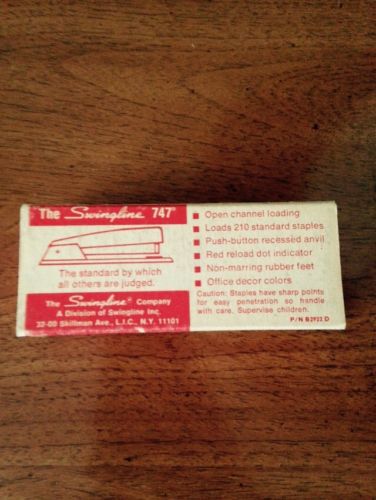 The Swingline 747®
The standard by which
all others are judged.
The Swingline® Company
A Division of Swingline Inc.
32-00 Skillman Ave., L.I.C., N.Y. 11101
■ Open channel loading
■ Loads 210 standard staples
■ Push-button recessed anvil
■ Red reload dot indicator
■ Non-marring rubber feet
■ Office decor colors
Caution: Staples have sharp points
for easy penetration so handle
with care. Supervise children.
P/N B2922 D